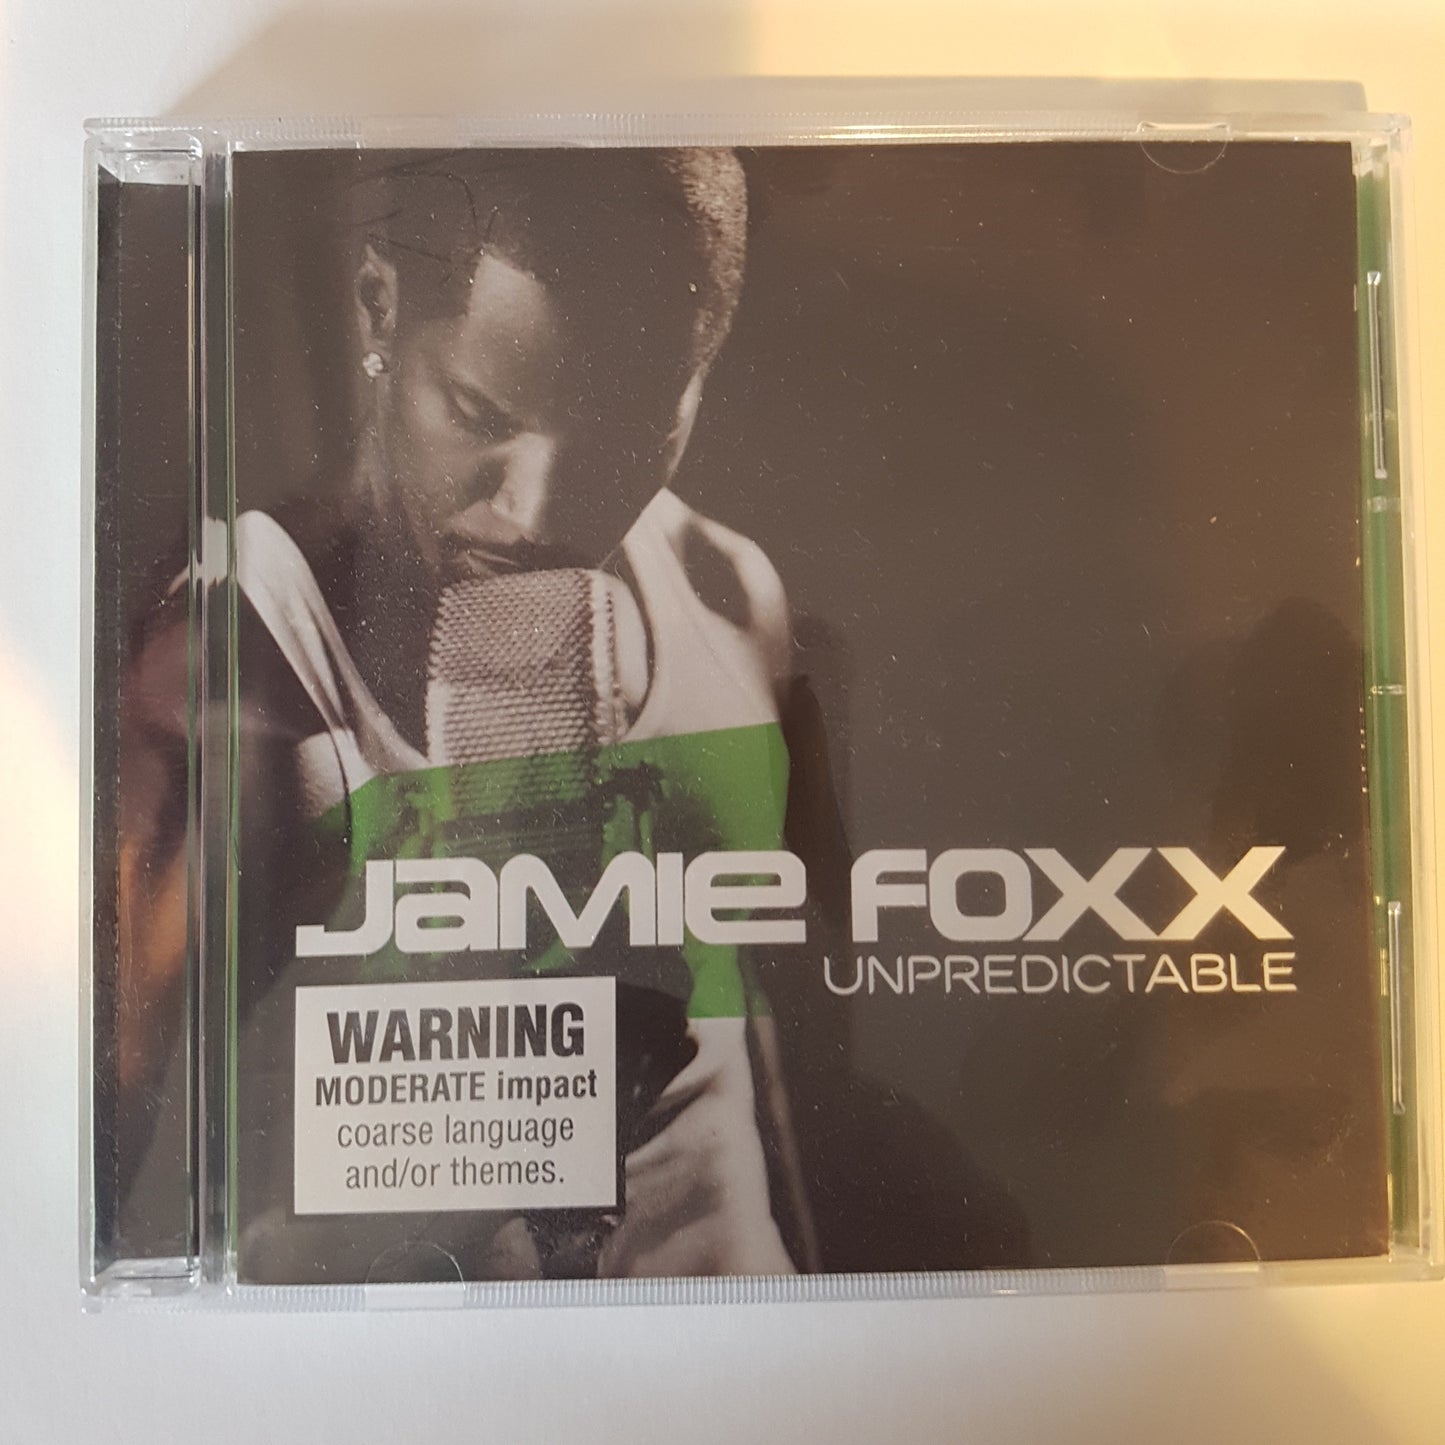 JAMIE FOXX
UNPREDICTABLE
WARNING
MODERATE impact
coarse language
and/or themes.